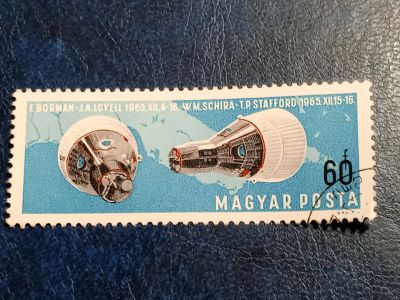 F. BORMAN-J.A. LOVELL 1965.XII.4-18. W.M. SCHIRA-T.P. STAFFORD 1965.XII.15-16.
60 f
MAGYAR POSTA